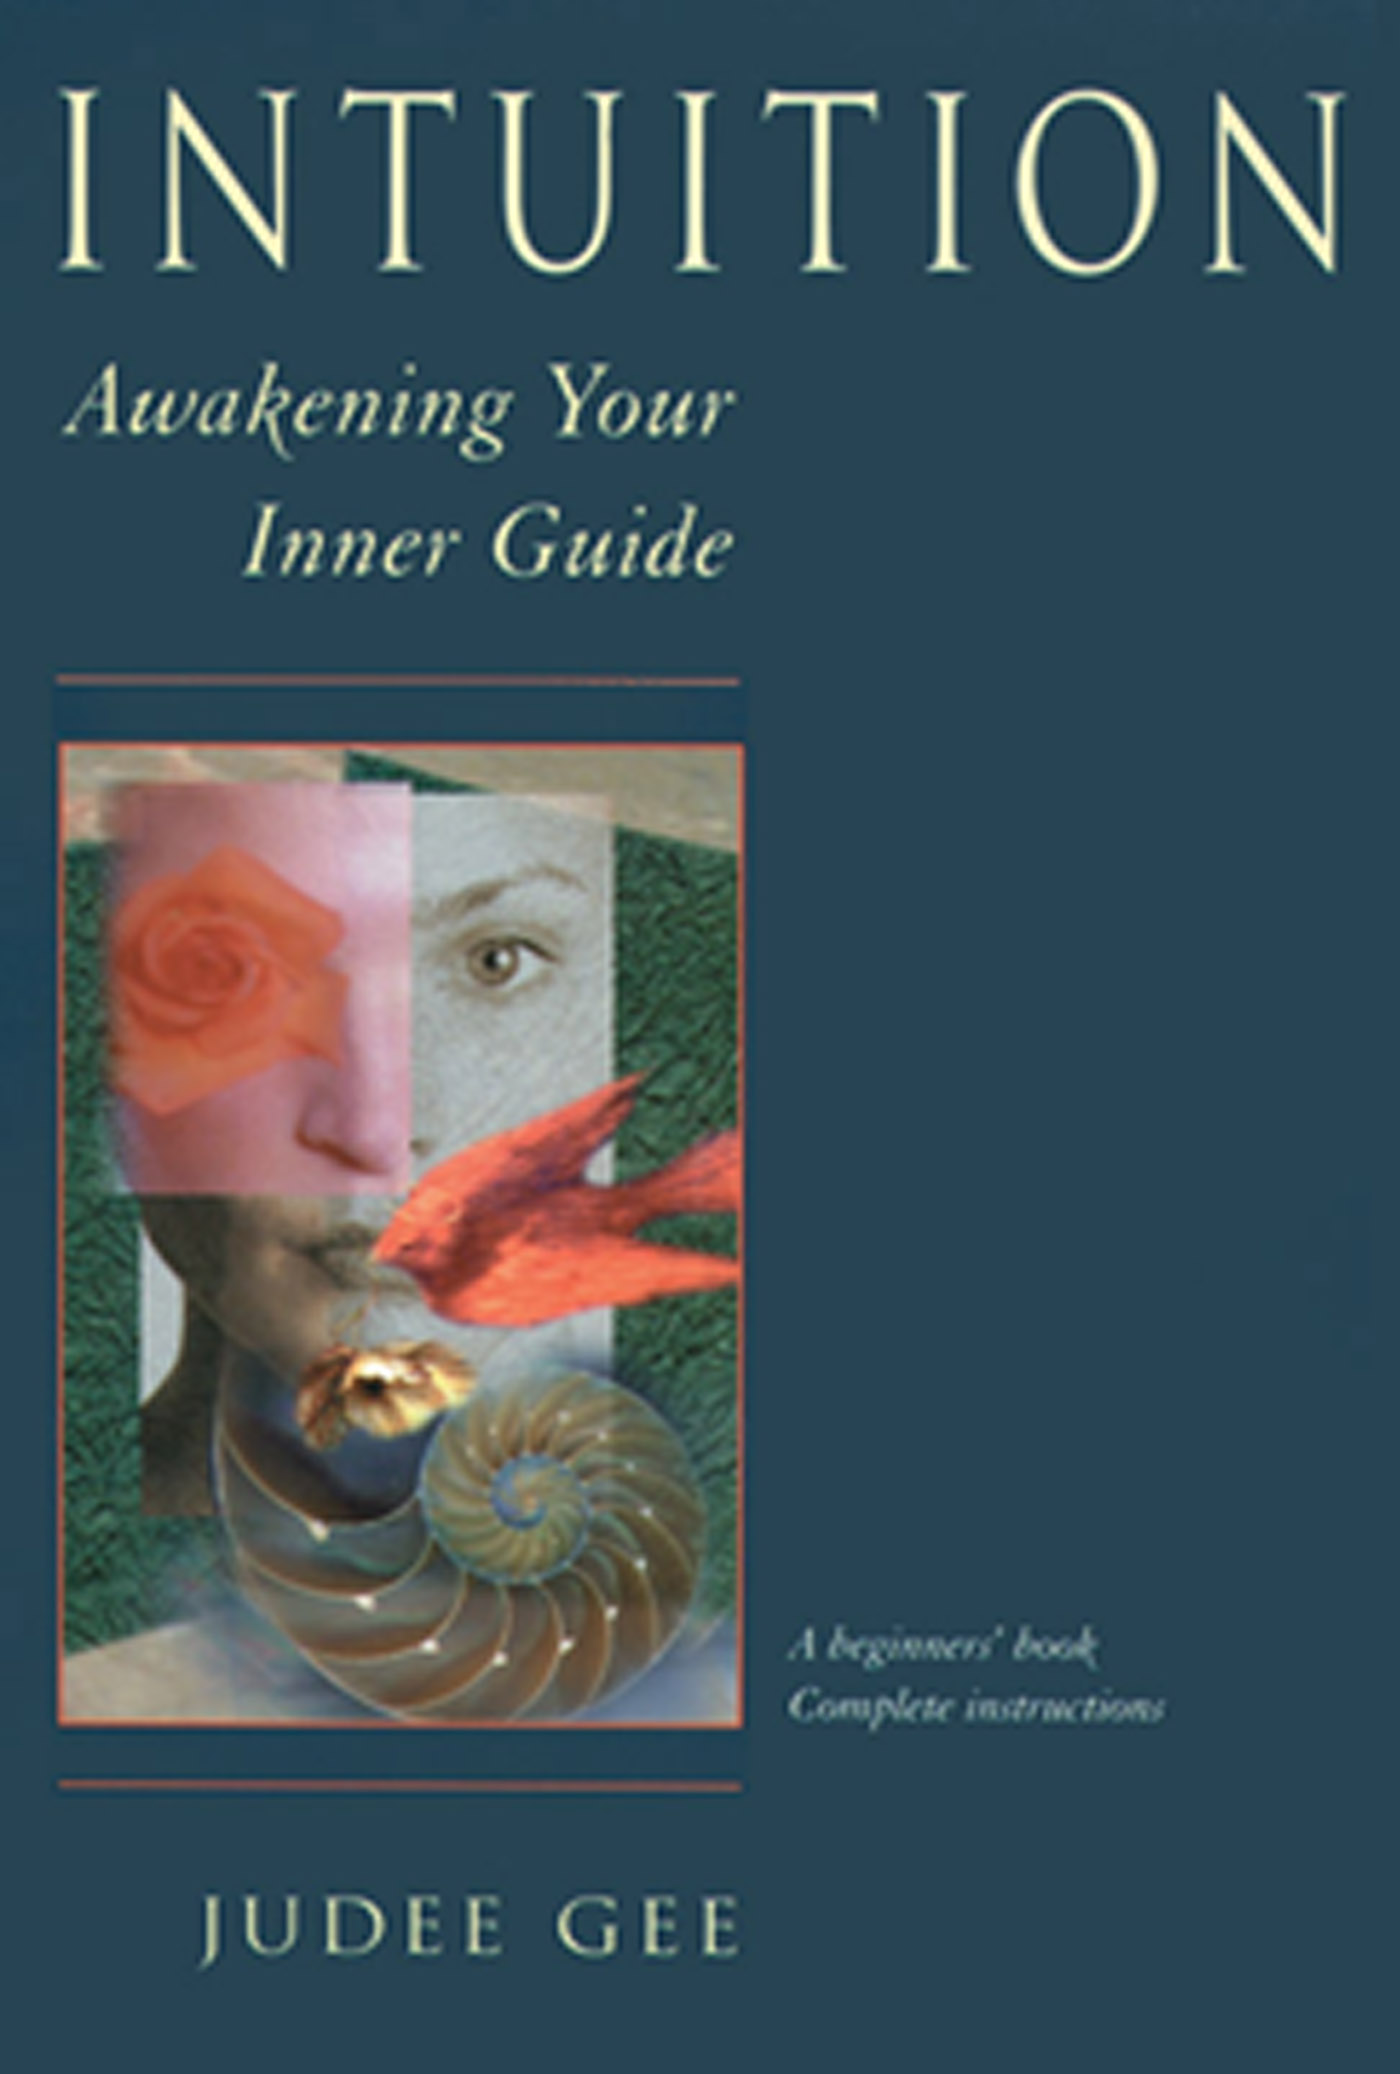 INTUITION
Awakening Your
Inner Guide
A beginners' book
Complete instructions
JUDEE GEE